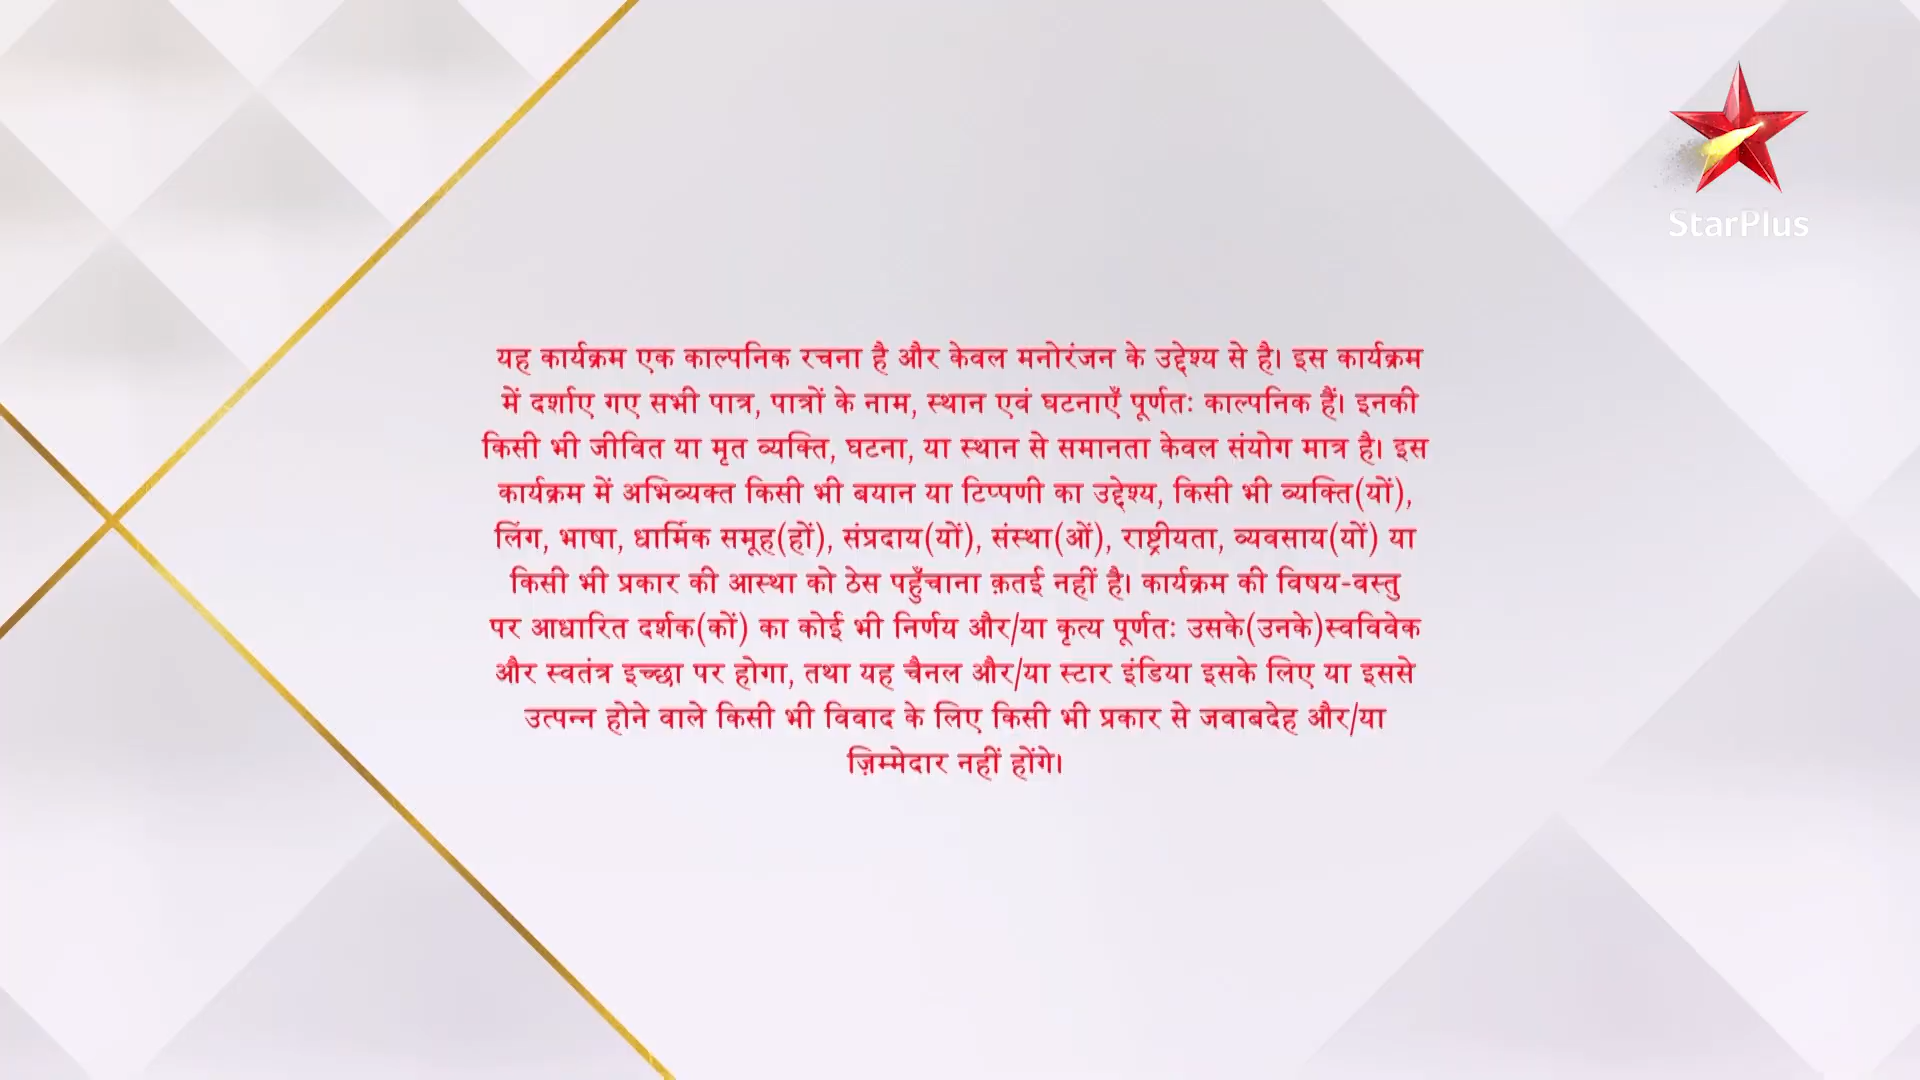 StarPlus
यह कार्यक्रम एक काल्पनिक रचना है और केवल मनोरंजन के उद्देश्य से है। इस कार्यक्रम
में दर्शाए गए सभी पात्र, पात्रों के नाम, स्थान एवं घटनाएँ पूर्णतः काल्पनिक हैं। इनकी
किसी भी जीवित या मृत व्यक्ति, घटना, या स्थान से समानता केवल संयोग मात्र है। इस
कार्यक्रम में अभिव्यक्त किसी भी बयान या टिप्पणी का उद्देश्य, किसी भी व्यक्ति(यों),
लिंग, भाषा, धार्मिक समूह(हों), संप्रदाय(यों), संस्था(ओं), राष्ट्रीयता, व्यवसाय(यों) या
किसी भी प्रकार की आस्था को ठेस पहुँचाना क़तई नहीं है। कार्यक्रम की विषय-वस्तु
पर आधारित दर्शक(कों) का कोई भी निर्णय और/या कृत्य पूर्णतः उसके(उनके)स्वविवेक
और स्वतंत्र इच्छा पर होगा, तथा यह चैनल और/या स्टार इंडिया इसके लिए या इससे
उत्पन्न होने वाले किसी भी विवाद के लिए किसी भी प्रकार से जवाबदेह और/या
ज़िम्मेदार नहीं होंगे।